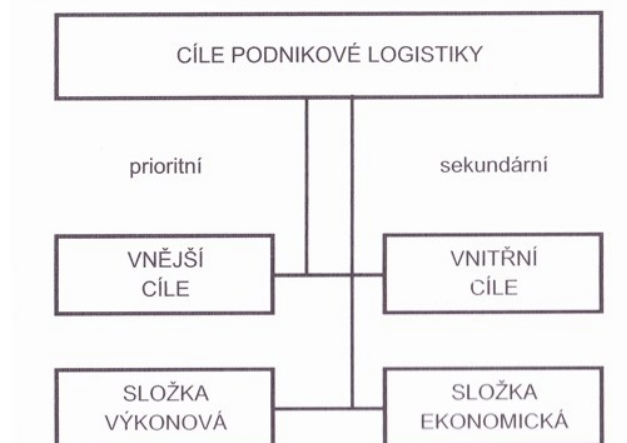 CÍLE PODNIKOVÉ LOGISTIKY
prioritní
sekundární
VNĚJŠÍ
CÍLE
VNITŘNÍ
CÍLE
SLOŽKA
VÝKONOVÁ
SLOŽKA
EKONOMICKÁ